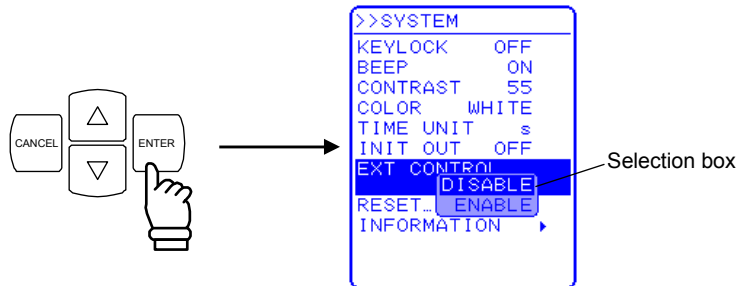 CANCEL
ENTER
>>SYSTEM
KEYLOCK OFF
BEEP ON
CONTRAST 55
COLOR WHITE
TIME UNIT s
INIT OUT OFF
EXT CONTROL
DISABLE
RESET… ENABLE
INFORMATION
Selection box